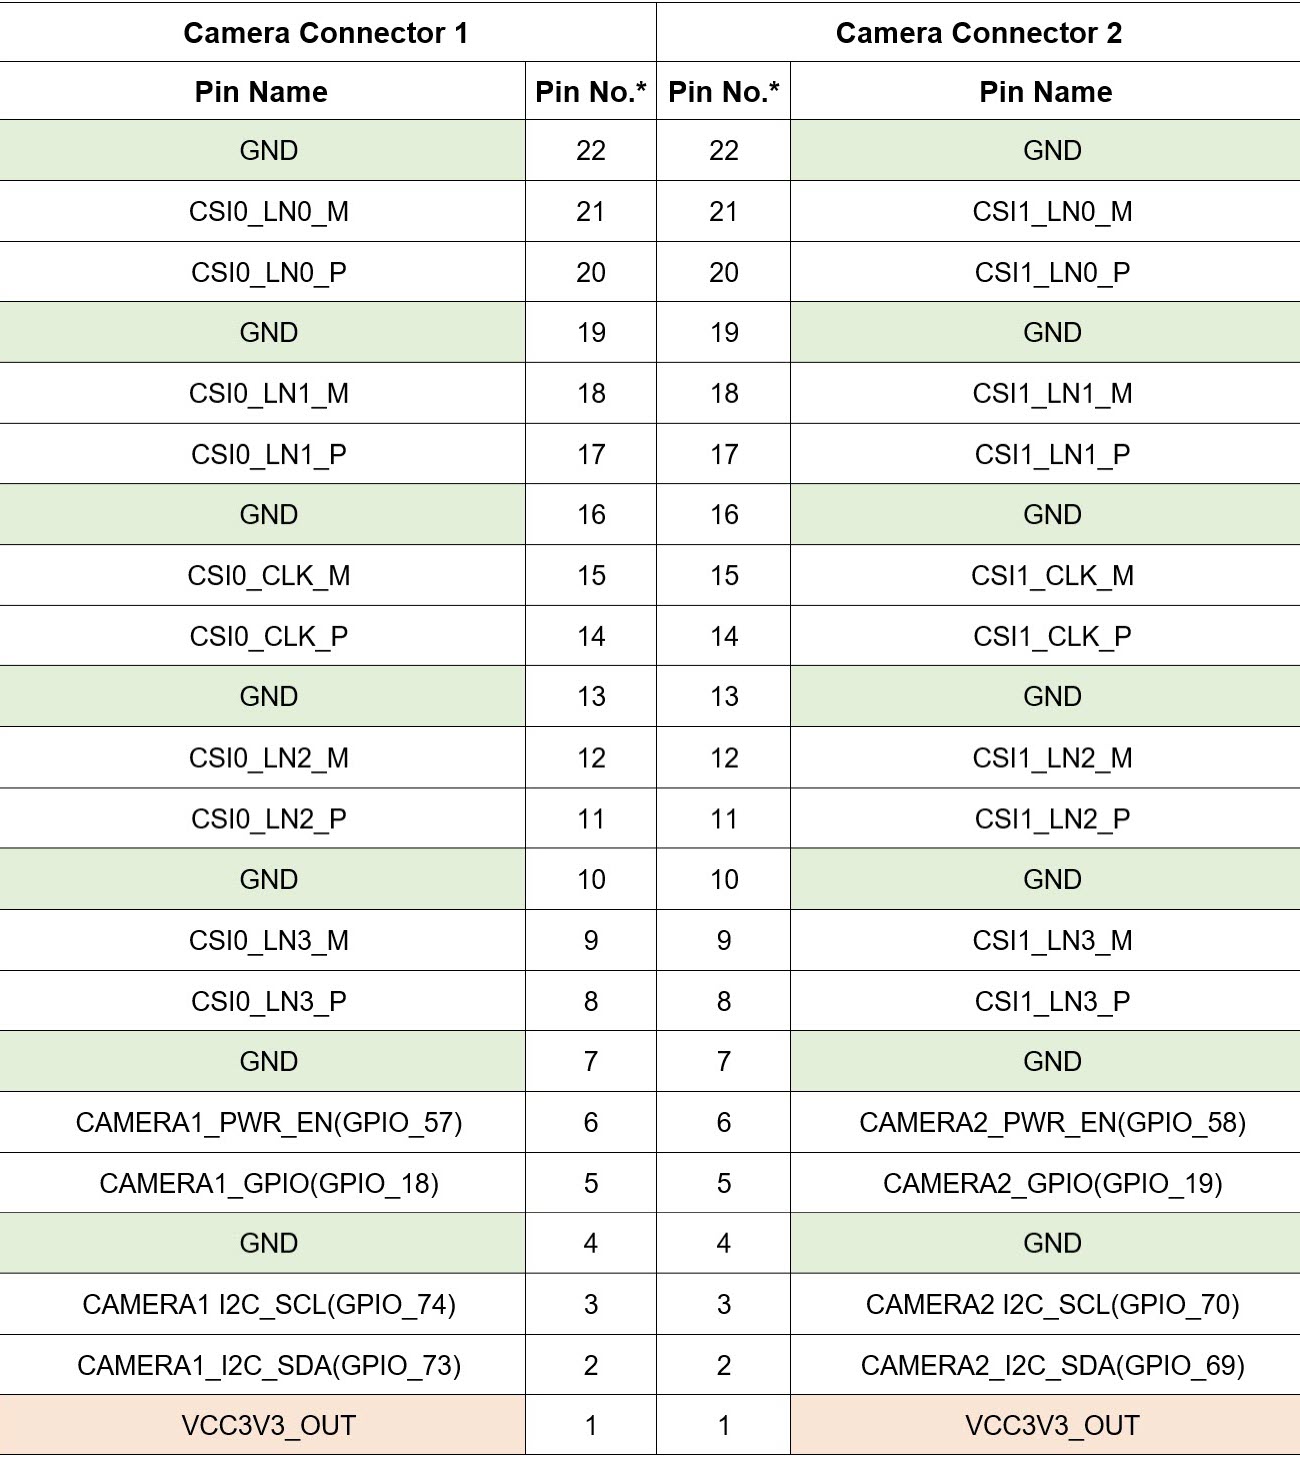 Camera Connector 1 Camera Connector 2
Pin Name Pin No.* Pin No.* Pin Name
GND 22 22 GND
CSI0_LN0_M 21 21 CSI1_LN0_M
CSI0_LN0_P 20 20 CSI1_LN0_P
GND 19 19 GND
CSI0_LN1_M 18 18 CSI1_LN1_M
CSI0_LN1_P 17 17 CSI1_LN1_P
GND 16 16 GND
CSI0_CLK_M 15 15 CSI1_CLK_M
CSI0_CLK_P 14 14 CSI1_CLK_P
GND 13 13 GND
CSI0_LN2_M 12 12 CSI1_LN2_M
CSI0_LN2_P 11 11 CSI1_LN2_P
GND 10 10 GND
CSI0_LN3_M 9 9 CSI1_LN3_M
CSI0_LN3_P 8 8 CSI1_LN3_P
GND 7 7 GND
CAMERA1_PWR_EN(GPIO_57) 6 6 CAMERA2_PWR_EN(GPIO_58)
CAMERA1_GPIO(GPIO_18) 5 5 CAMERA2_GPIO(GPIO_19)
GND 4 4 GND
CAMERA1 I2C_SCL(GPIO_74) 3 3 CAMERA2 I2C_SCL(GPIO_70)
CAMERA1_I2C_SDA(GPIO_73) 2 2 CAMERA2_I2C_SDA(GPIO_69)
VCC3V3_OUT 1 1 VCC3V3_OUT